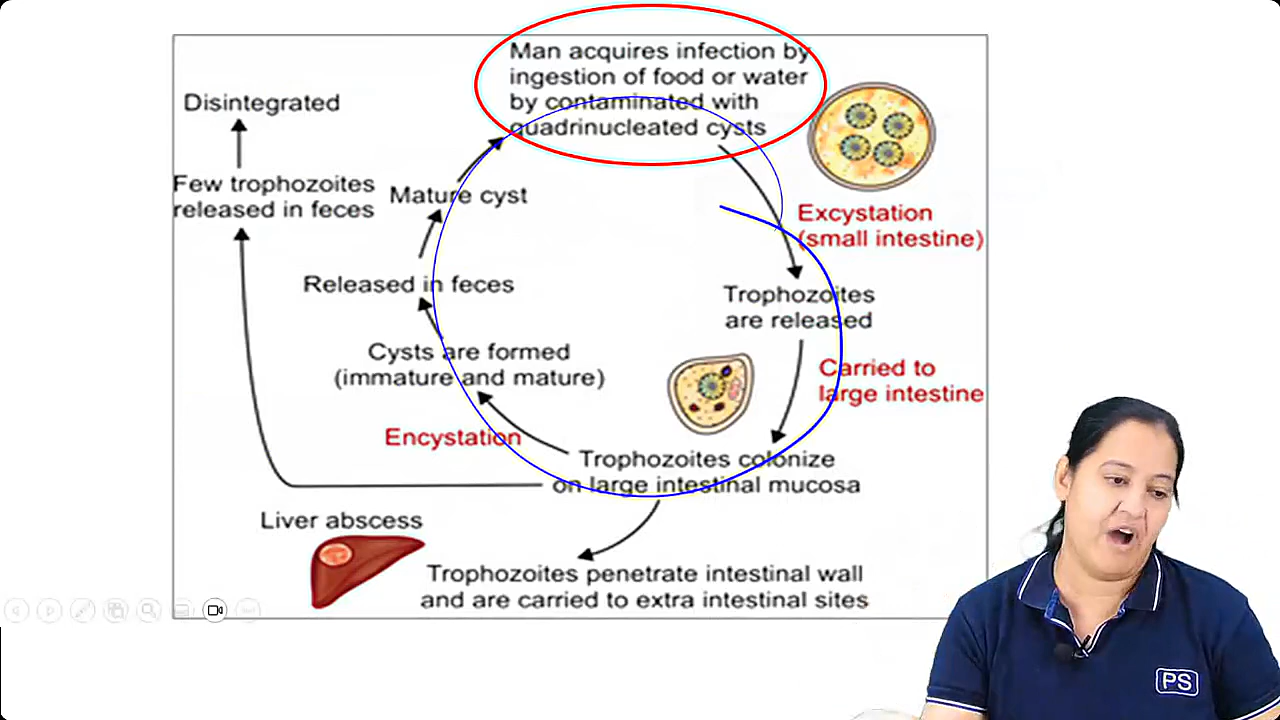 Man acquires infection by
ingestion of food or water
by contaminated with
quadrinucleated cysts
Disintegrated
Few trophozoites
released in feces
Mature cyst
Excystation
(small intestine)
Released in feces
Trophozoites
are released
Cysts are formed
(immature and mature)
Carried to
large intestine
Encystation
Trophozoites colonize
on large intestinal mucosa
Liver abscess
Trophozoites penetrate intestinal wall
and are carried to extra intestinal sites
PS